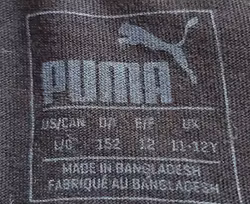 PUMA
US/CAN D/I E/F UK
L/G 152 12 11-12Y
MADE IN BANGLADESH
FABRIQUÉ AU BANGLADESH